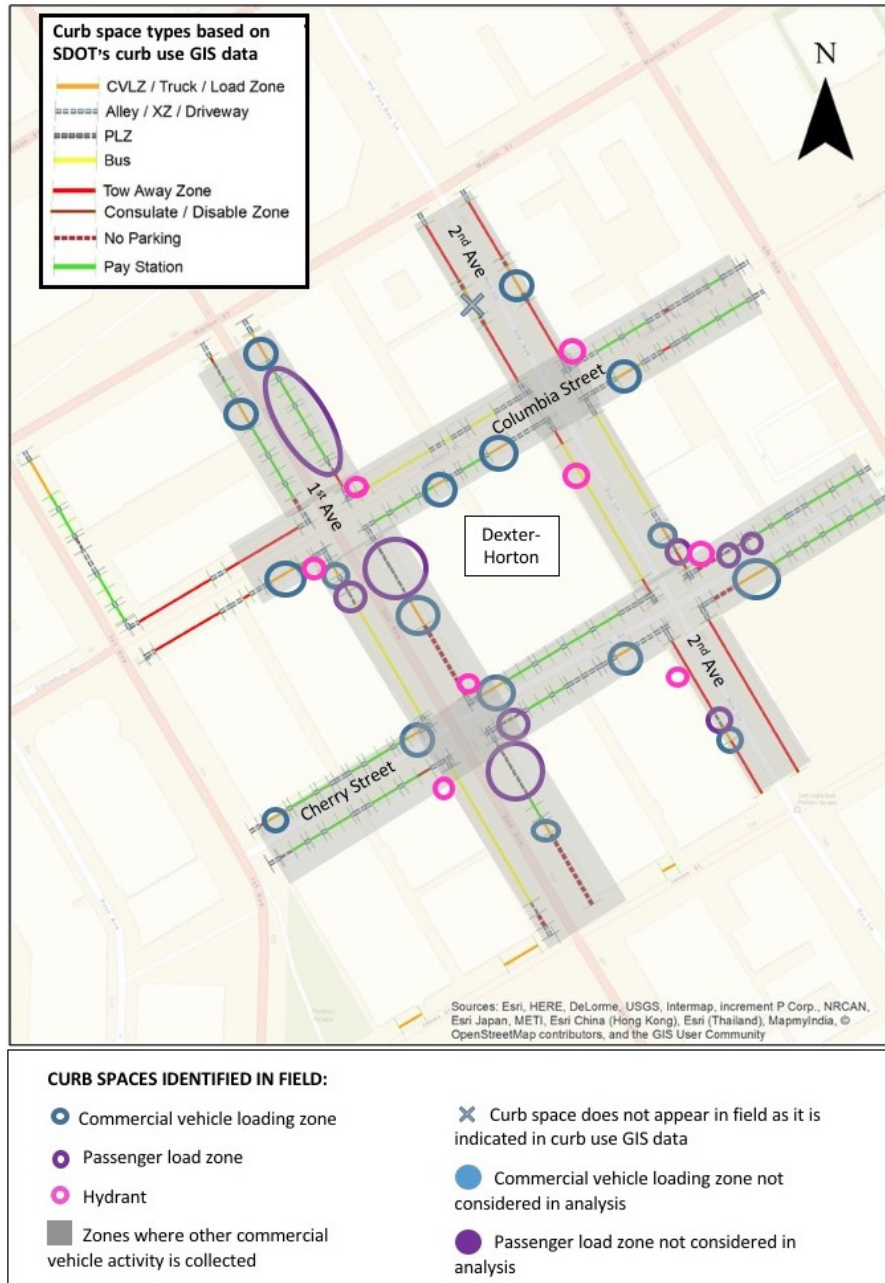 Curb space types based on
SDOT's curb use GIS data
CVLZ / Truck / Load Zone
Alley / XZ / Driveway
PLZ
Bus
Tow Away Zone
Consulate / Disable Zone
No Parking
Pay Station
N
2nd Ave
Columbia Street
1st Ave
Dexter-
Horton
2nd Ave
Cherry Street
Marion St
Marion St
James St
Sources: Esri, HERE, DeLorme, USGS, Intermap, increment P Corp., NRCAN,
Esri Japan, METI, Esri China (Hong Kong), Esri (Thailand), MapmyIndia, ©
OpenStreetMap contributors, and the GIS User Community
CURB SPACES IDENTIFIED IN FIELD:
Commercial vehicle loading zone
Passenger load zone
Hydrant
Zones where other commercial
vehicle activity is collected
Curb space does not appear in field as it is
indicated in curb use GIS data
Commercial vehicle loading zone not
considered in analysis
Passenger load zone not considered in
analysis